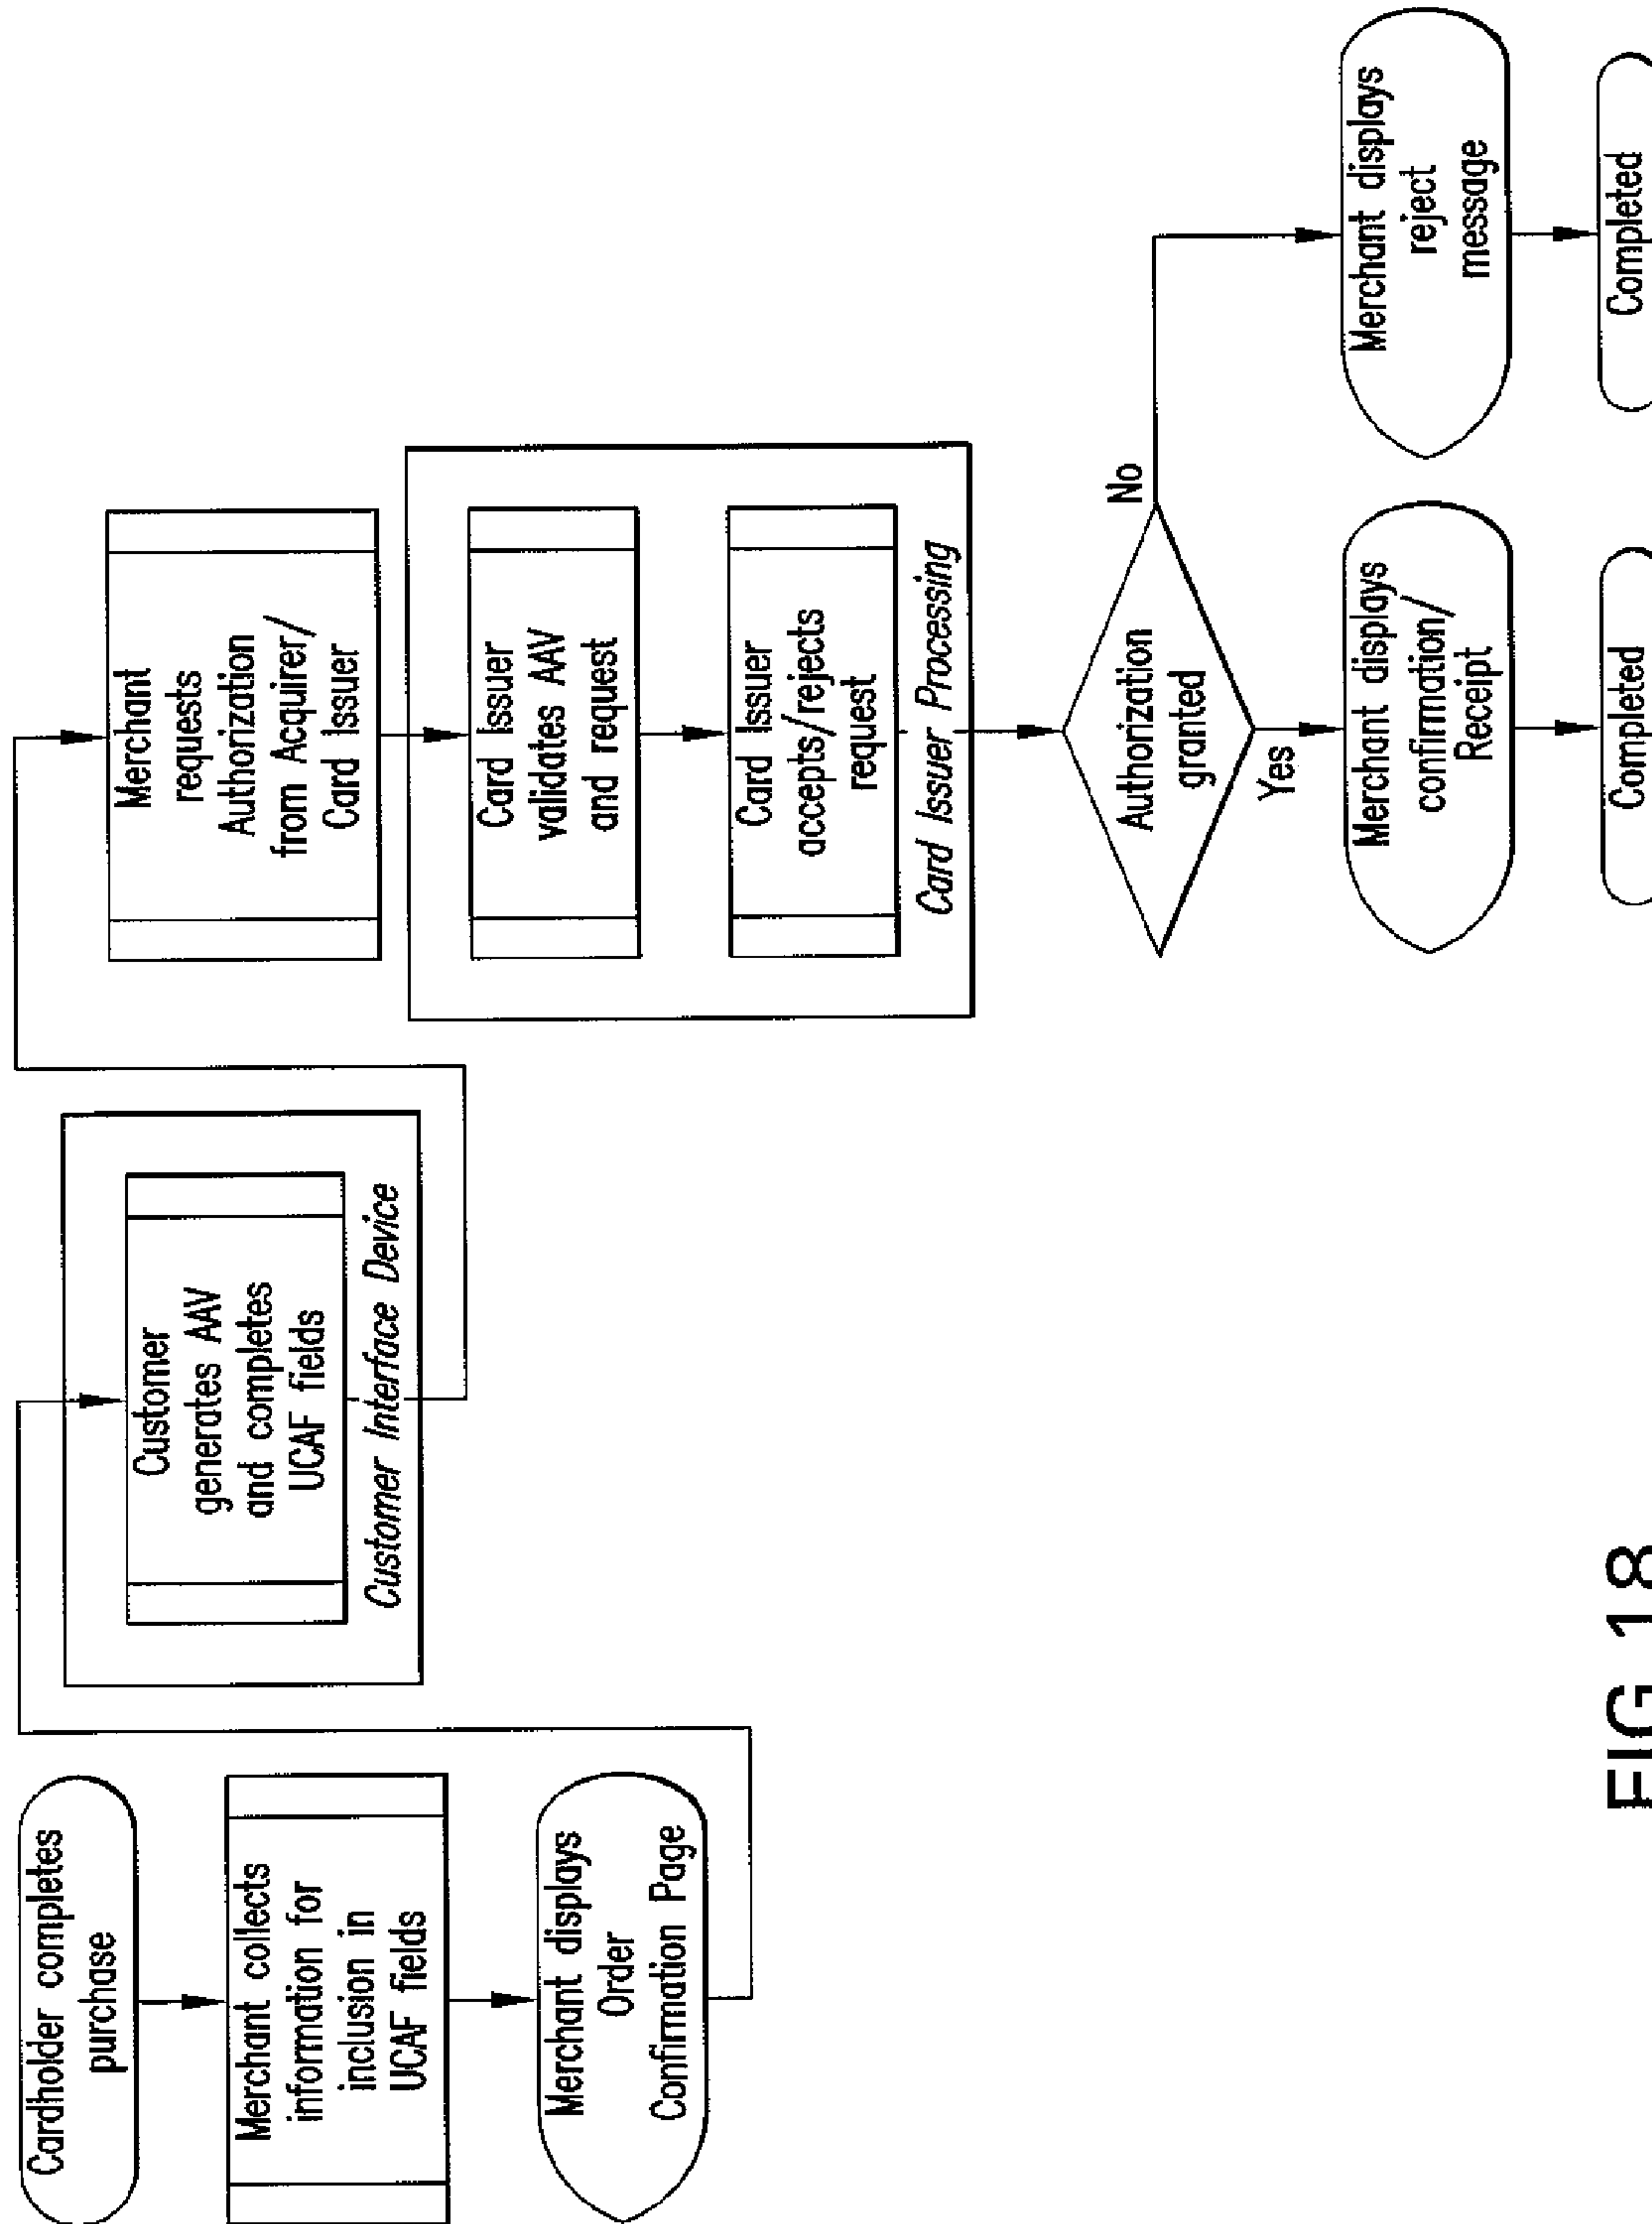 Cardholder completes
purchase
Merchant collects
information for
inclusion in
UCAF fields
Merchant displays
Order
Confirmation Page
Customer
generates AAV
and completes
UCAF fields
Customer Interface Device
Merchant
requests
Authorization
from Acquirer/
Card Issuer
Card Issuer
validates AAV
and request
Card Issuer
accepts/rejects
request
Card Issuer Processing
Authorization
granted
No
Yes
Merchant displays
confirmation/
Receipt
Completed
Merchant displays
reject
message
Completed
FIG 18